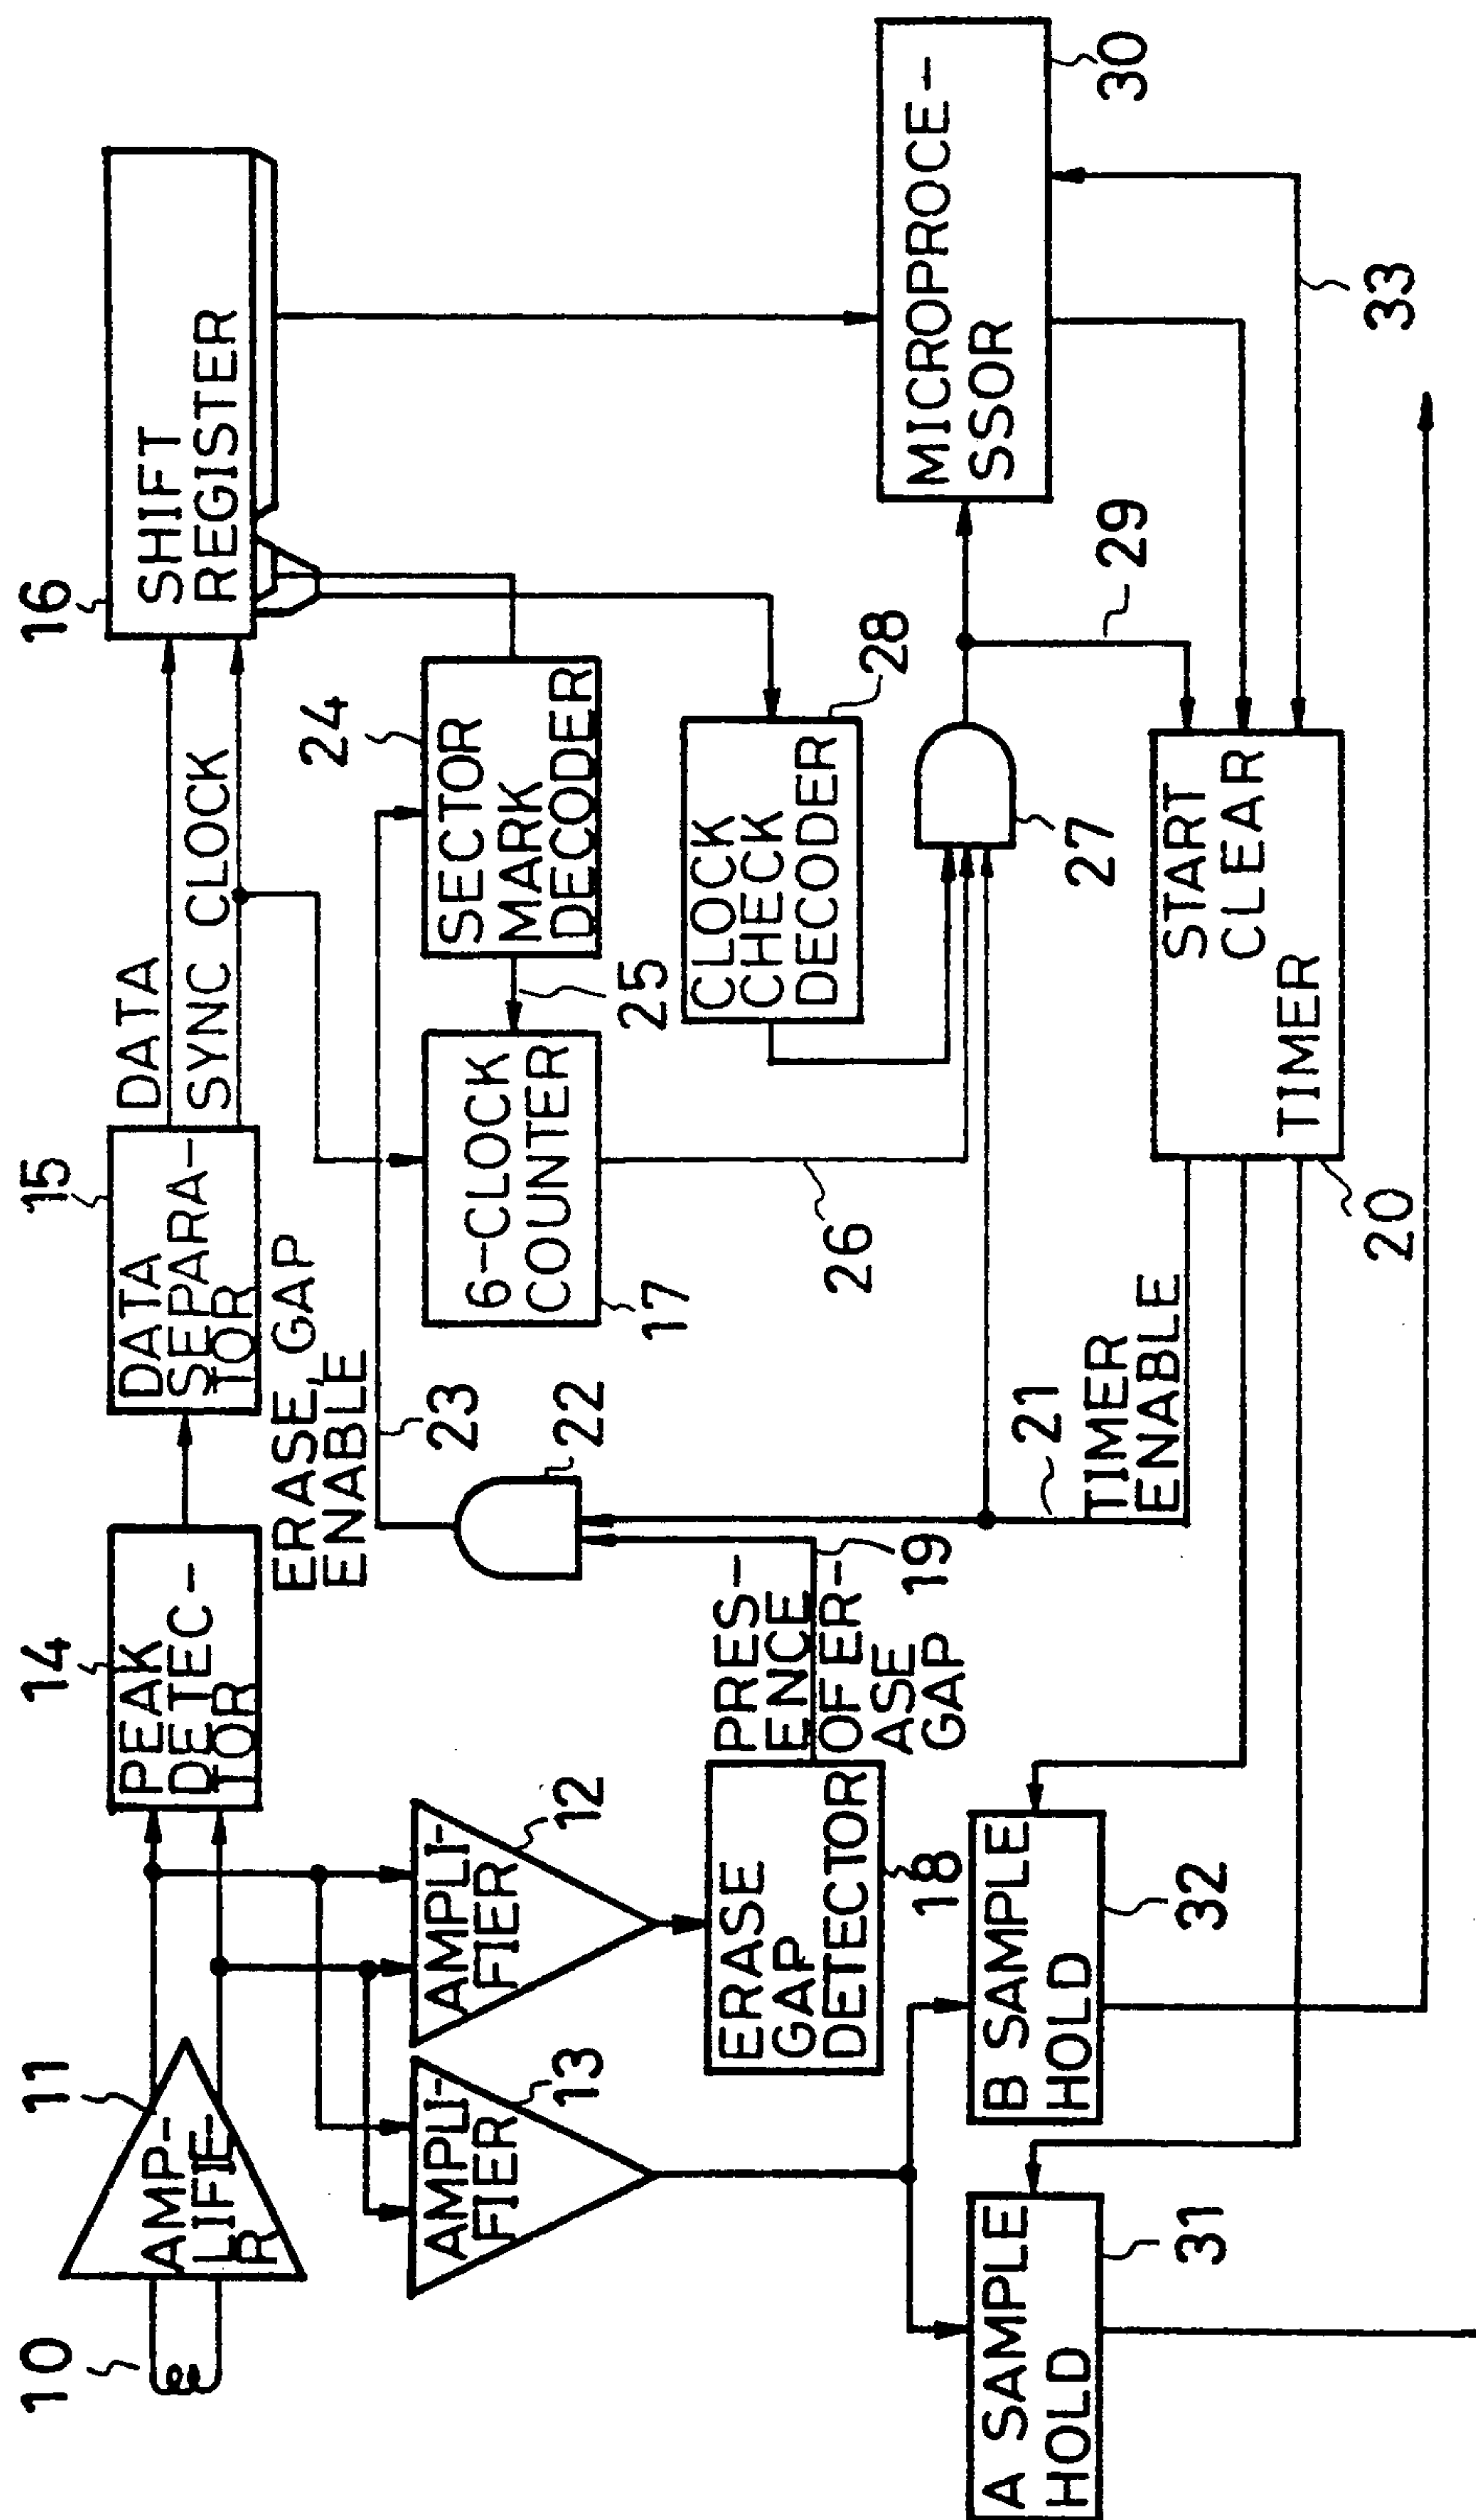 10
11
AMP-
LIFIE-
R
14
PEAK
DETEC-
TOR
15
DATA
SEPARA-
TOR
DATA
SYNC CLOCK
16
SHIFT
REGISTER
ERASE GAP
ENABLE
13
AMPLI-
FIER
12
AMPLI-
FIER
23
22
17
6-CLOCK
COUNTER
25
24
SECTOR
MARK
DECODER
18
ERASE
GAP
DETECTOR
PRES-
ENCE
OF ER-
ASE
GAP
19
26
CLOCK
CHECK
DECODER
28
27
MICROPROCE-
SSOR
30
31
A SAMPLE
HOLD
32
B SAMPLE
HOLD
21
TIMER
ENABLE
29
START
CLEAR
TIMER
20
33